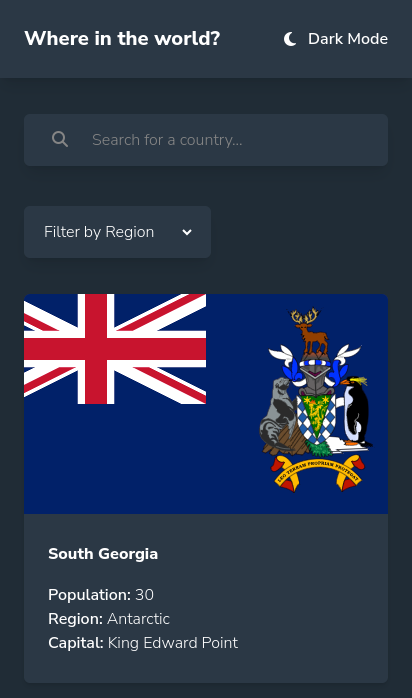 Where in the world?
Dark Mode
Search for a country...
Filter by Region
LEO TERRAM PROPRIAM PROTEGAT
South Georgia
Population: 30
Region: Antarctic
Capital: King Edward Point